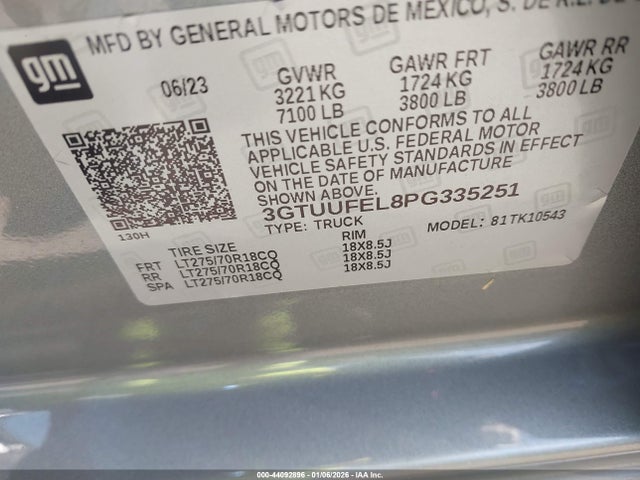 gm
MFD BY GENERAL MOTORS DE MEXICO, S. DE R.L. DE
06/23
GVWR GAWR FRT GAWR RR
3221 KG 1724 KG 1724 KG
7100 LB 3800 LB 3800 LB
THIS VEHICLE CONFORMS TO ALL
APPLICABLE U.S. FEDERAL MOTOR
VEHICLE SAFETY STANDARDS IN EFFECT
ON THE DATE OF MANUFACTURE
SHOWN ABOVE.
3GTUUFEL8PG335251
TYPE: TRUCK MODEL: 81TK10543
130H
TIRE SIZE RIM
FRT LT275/70R18CQ 18X8.5J
RR LT275/70R18CQ 18X8.5J
SPA LT275/70R18CQ 18X8.5J
000-44092896 - 01/06/2026 - IAA Inc.